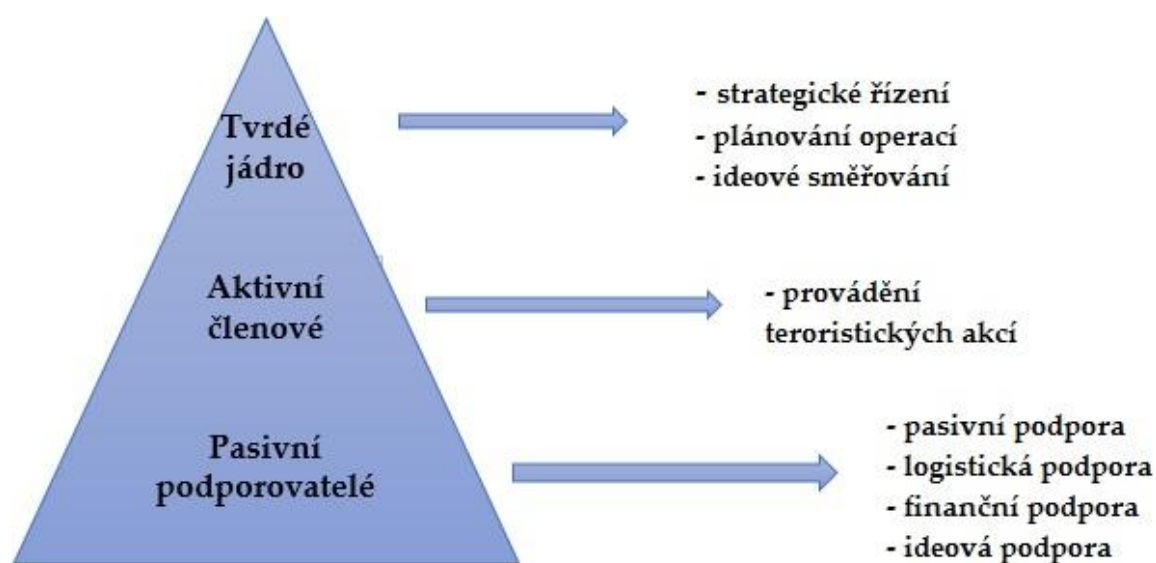 Tvrdé
jádro
- strategické řízení
- plánování operací
- ideové směřování
Aktivní
členové
- provádění
teroristických akcí
Pasivní
podporovatelé
- pasivní podpora
- logistická podpora
- finanční podpora
- ideová podpora